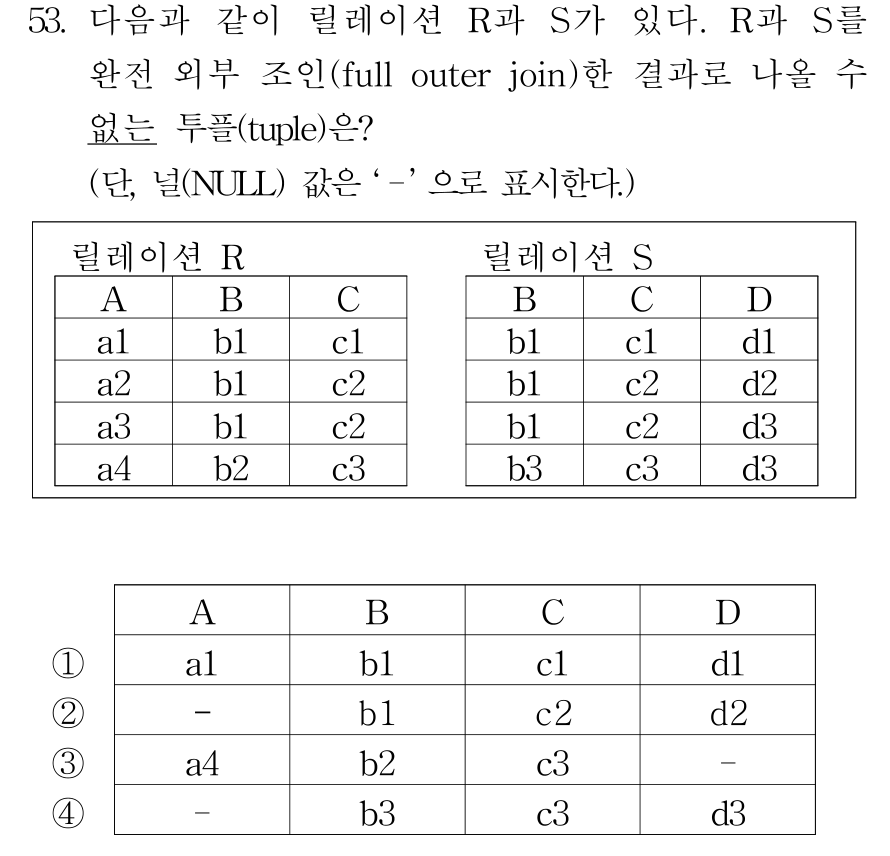 53. 다음과 같이 릴레이션 R과 S가 있다. R과 S를
완전 외부 조인(full outer join)한 결과로 나올 수
없는 투플(tuple)은?
(단, 널(NULL) 값은 ‘-’으로 표시한다.)
릴레이션 R 릴레이션 S
A B C B C D
a1 b1 c1 b1 c1 d1
a2 b1 c2 b1 c2 d2
a3 b1 c2 b1 c2 d3
a4 b2 c3 b3 c3 d3
A B C D
① a1 b1 c1 d1
② - b1 c2 d2
③ a4 b2 c3 -
④ - b3 c3 d3